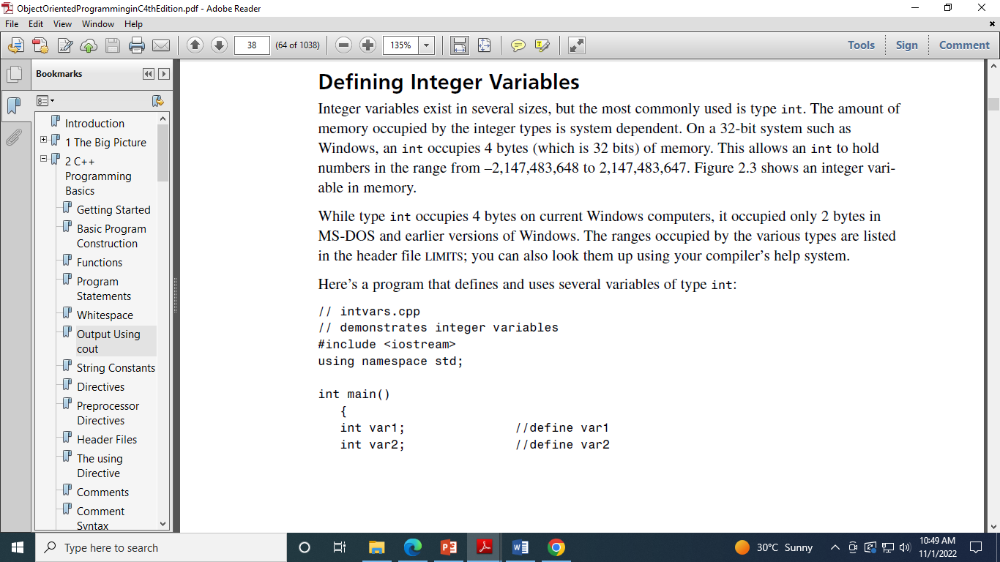 ObjectOrientedProgramminginC4thEdition.pdf - Adobe Reader
File Edit View Window Help
38 (64 of 1038) 135% Tools Sign Comment
Bookmarks
Introduction
1 The Big Picture
2 C++
Programming
Basics
Getting Started
Basic Program
Construction
Functions
Program
Statements
Whitespace
Output Using
cout
String Constants
Directives
Preprocessor
Directives
Header Files
The using
Directive
Comments
Comment
Syntax
Defining Integer Variables
Integer variables exist in several sizes, but the most commonly used is type int. The amount of
memory occupied by the integer types is system dependent. On a 32-bit system such as
Windows, an int occupies 4 bytes (which is 32 bits) of memory. This allows an int to hold
numbers in the range from –2,147,483,648 to 2,147,483,647. Figure 2.3 shows an integer vari-
able in memory.
While type int occupies 4 bytes on current Windows computers, it occupied only 2 bytes in
MS-DOS and earlier versions of Windows. The ranges occupied by the various types are listed
in the header file LIMITS; you can also look them up using your compiler’s help system.
Here’s a program that defines and uses several variables of type int:
// intvars.cpp
// demonstrates integer variables
#include <iostream>
using namespace std;
int main()
{
int var1; //define var1
int var2; //define var2
Type here to search
30°C Sunny
10:49 AM
11/1/2022